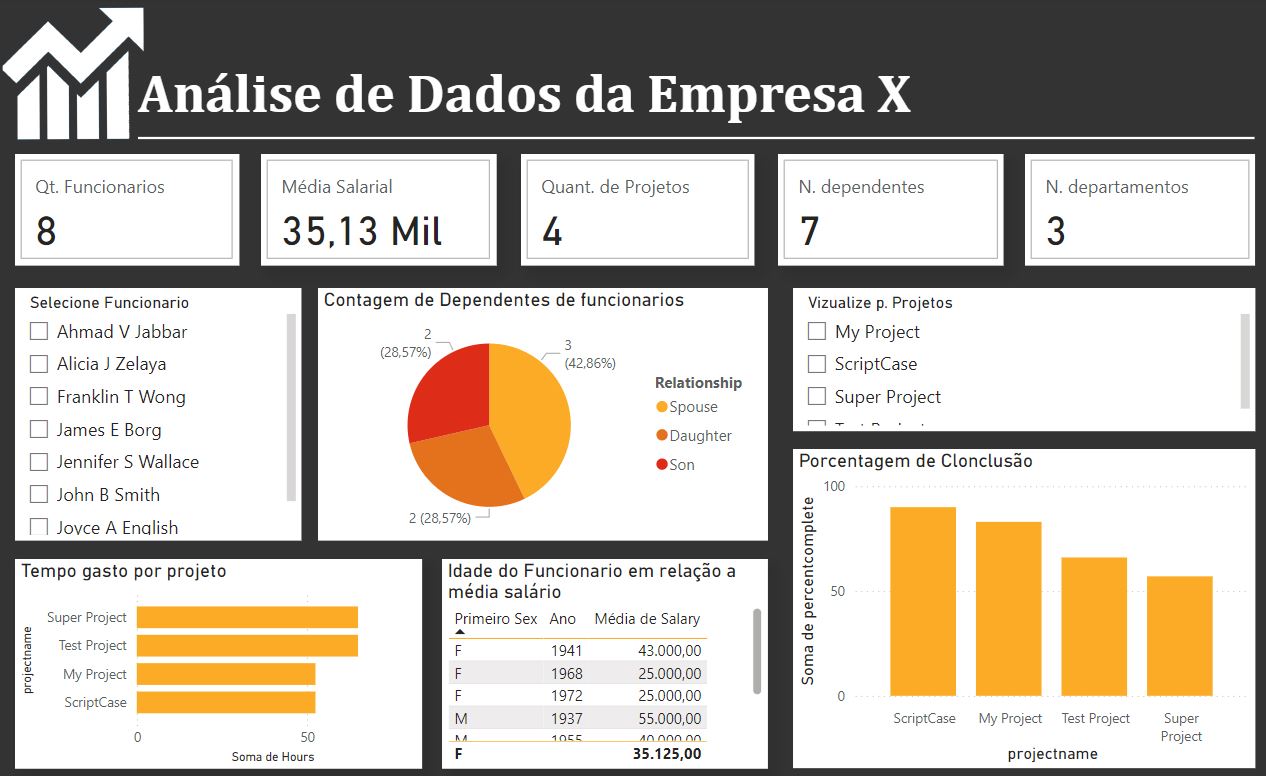 Análise de Dados da Empresa X
Qt. Funcionarios
8
Média Salarial
35,13 Mil
Quant. de Projetos
4
N. dependentes
7
N. departamentos
3
Selecione Funcionario
Ahmad V Jabbar
Alicia J Zelaya
Franklin T Wong
James E Borg
Jennifer S Wallace
John B Smith
Joyce A English
Contagem de Dependentes de funcionarios
2
(28,57%)
3
(42,86%)
2 (28,57%)
Relationship
Spouse
Daughter
Son
Vizualize p. Projetos
My Project
ScriptCase
Super Project
Porcentagem de Clonclusão
Soma de percentcomplete
100
50
0
ScriptCase
My Project
Test Project
Super
Project
projectname
Tempo gasto por projeto
projectname
Super Project
Test Project
My Project
ScriptCase
0
50
Soma de Hours
Idade do Funcionario em relação a
média salário
Primeiro Sex Ano Média de Salary
F 1941 43.000,00
F 1968 25.000,00
F 1972 25.000,00
M 1937 55.000,00
M 1955 40.000,00
F 35.125,00